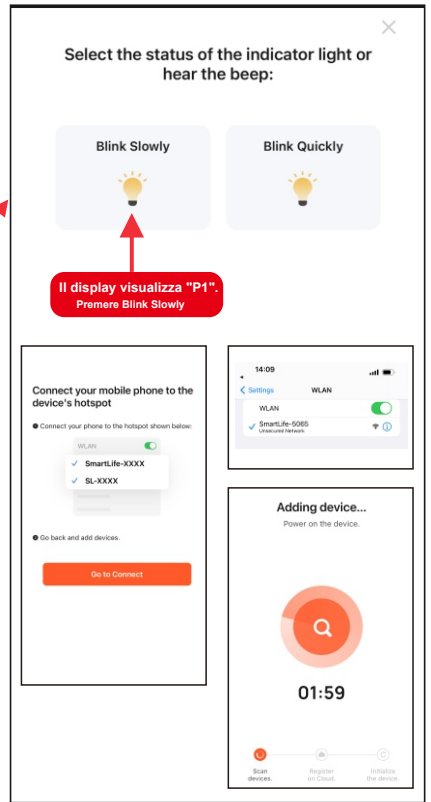 Select the status of the indicator light or
hear the beep:
Blink Slowly
Blink Quickly
Il display visualizza "P1".
Premere Blink Slowly
Connect your mobile phone to the
device's hotspot
❶ Connect your phone to the hotspot shown below:
WLAN
SmartLife-XXXX
SL-XXXX
❷ Go back and add devices.
Go to Connect
14:09
Settings
WLAN
WLAN
SmartLife-5065
Unsecured Network
Adding device...
Power on the device.
01:59
Scan
devices.
Register
on Cloud.
Initialize
the device